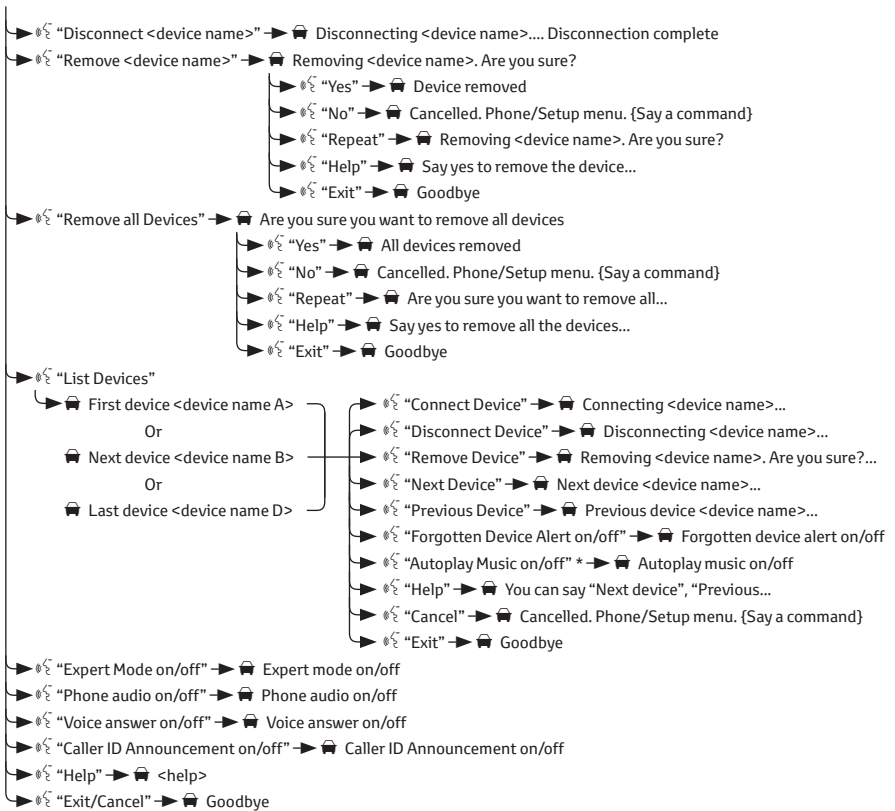 “Disconnect <device name>” Disconnecting <device name>.... Disconnection complete
“Remove <device name>” Removing <device name>. Are you sure?
“Yes” Device removed
“No” Cancelled. Phone/Setup menu. {Say a command}
“Repeat” Removing <device name>. Are you sure?
“Help” Say yes to remove the device...
“Exit” Goodbye
“Remove all Devices” Are you sure you want to remove all devices
“Yes” All devices removed
“No” Cancelled. Phone/Setup menu. {Say a command}
“Repeat” Are you sure you want to remove all...
“Help” Say yes to remove all the devices...
“Exit” Goodbye
“List Devices”
First device <device name A>
Or
Next device <device name B>
Or
Last device <device name D>
“Connect Device” Connecting <device name>...
“Disconnect Device” Disconnecting <device name>...
“Remove Device” Removing <device name>. Are you sure?...
“Next Device” Next device <device name>...
“Previous Device” Previous device <device name>...
“Forgotten Device Alert on/off” Forgotten device alert on/off
“Autoplay Music on/off” * Autoplay music on/off
“Help” You can say “Next device”, “Previous...
“Cancel” Cancelled. Phone/Setup menu. {Say a command}
“Exit” Goodbye
“Expert Mode on/off” Expert mode on/off
“Phone audio on/off” Phone audio on/off
“Voice answer on/off” Voice answer on/off
“Caller ID Announcement on/off” Caller ID Announcement on/off
“Help” <help>
“Exit/Cancel” Goodbye